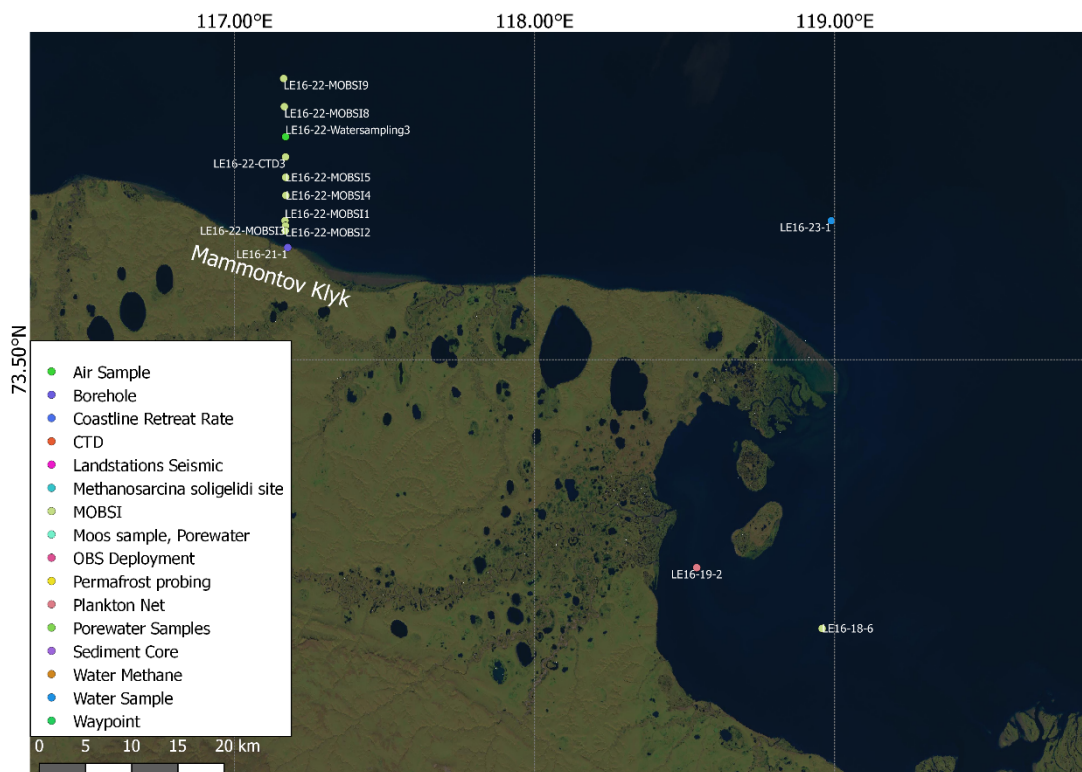 117.00°E 118.00°E 119.00°E
LE16-22-MOBSI9
LE16-22-MOBSI8
LE16-22-Watersampling3
LE16-22-CTD3
LE16-22-MOBSI5
LE16-22-MOBSI4
LE16-22-MOBSI1
LE16-22-MOBSI3
LE16-22-MOBSI2
LE16-23-1
LE16-21-1
Mammontov Klyk
73.50°N
Air Sample
Borehole
Coastline Retreat Rate
CTD
Landstations Seismic
Methanosarcina soligelidi site
MOBSI
Moos sample, Porewater
OBS Deployment
Permafrost probing
Plankton Net
Porewater Samples
Sediment Core
Water Methane
Water Sample
Waypoint
LE16-19-2
LE16-18-6
0 5 10 15 20 km